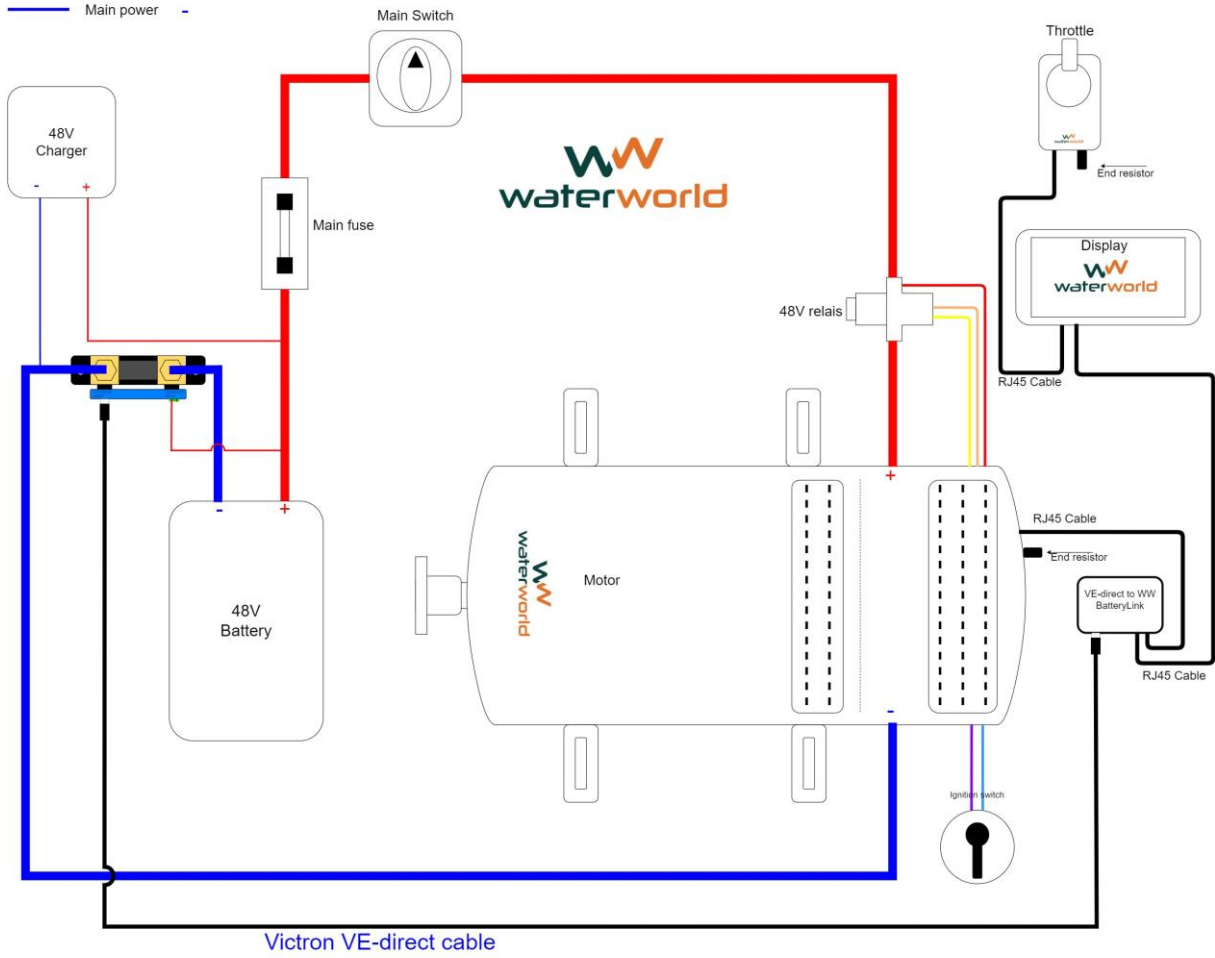 Main power -
Main Switch
Throttle
48V
Charger
- +
waterworld
waterworld
End resistor
Main fuse
Display
waterworld
48V relais
RJ45 Cable
- +
+
RJ45 Cable
End resistor
waterworld
Motor
VE-direct to WW
BatteryLink
48V
Battery
RJ45 Cable
-
Ignition switch
Victron VE-direct cable